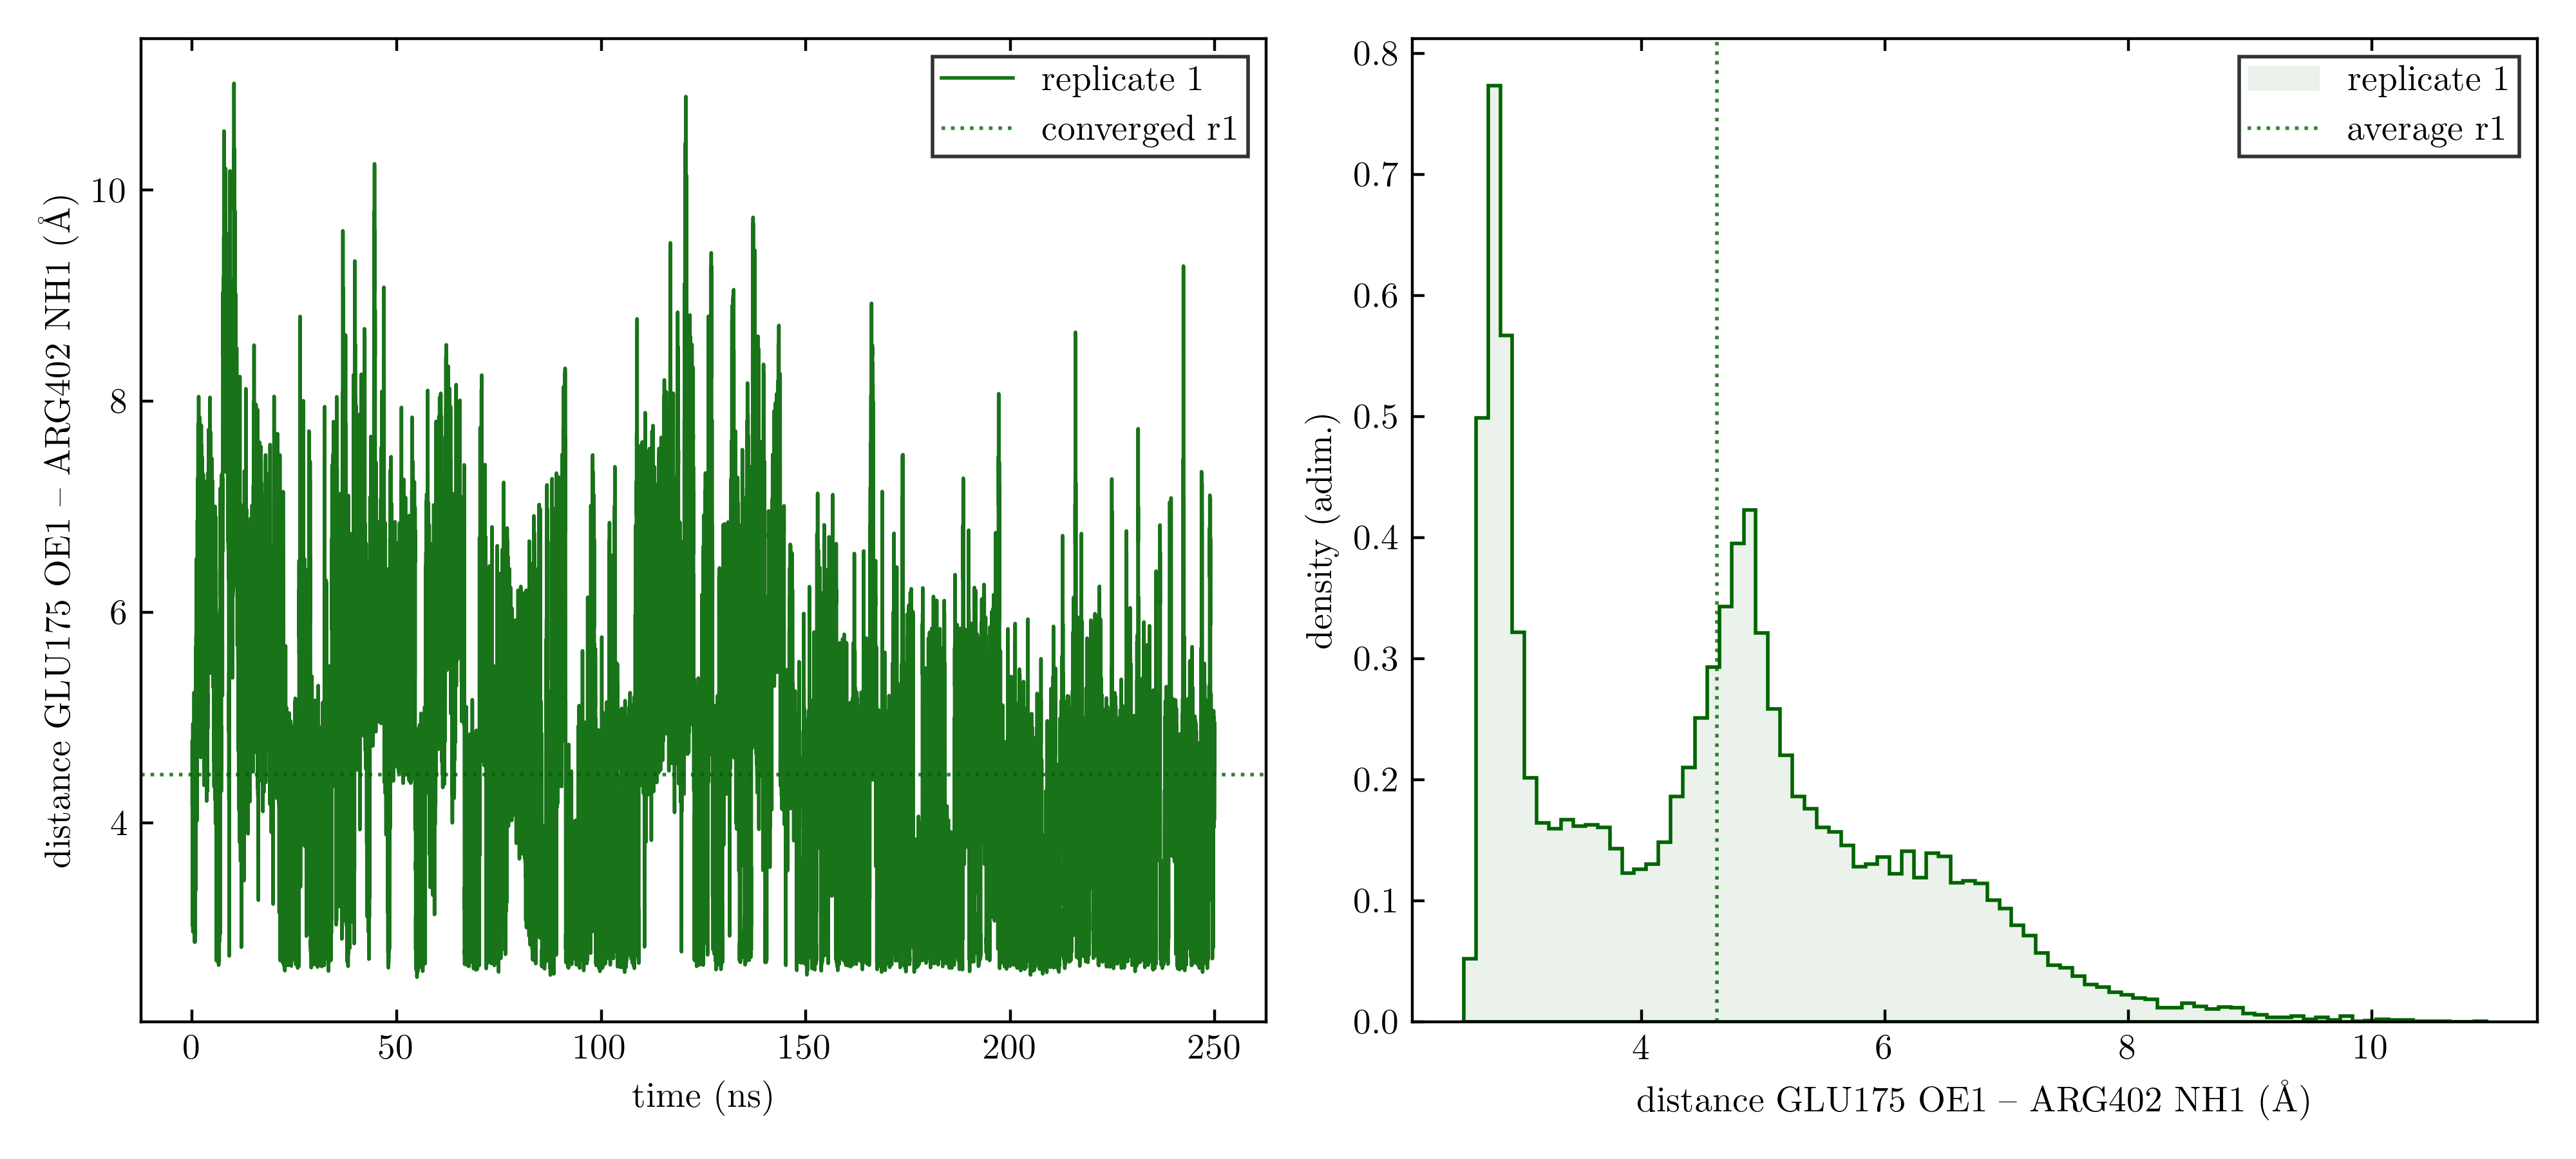 distance GLU175 OE1 – ARG402 NH1 (Å)
10
8
6
4
replicate 1
converged r1
0 50 100 150 200 250
time (ns)
density (adim.)
0.8
0.7
0.6
0.5
0.4
0.3
0.2
0.1
0.0
replicate 1
average r1
4 6 8 10
distance GLU175 OE1 – ARG402 NH1 (Å)